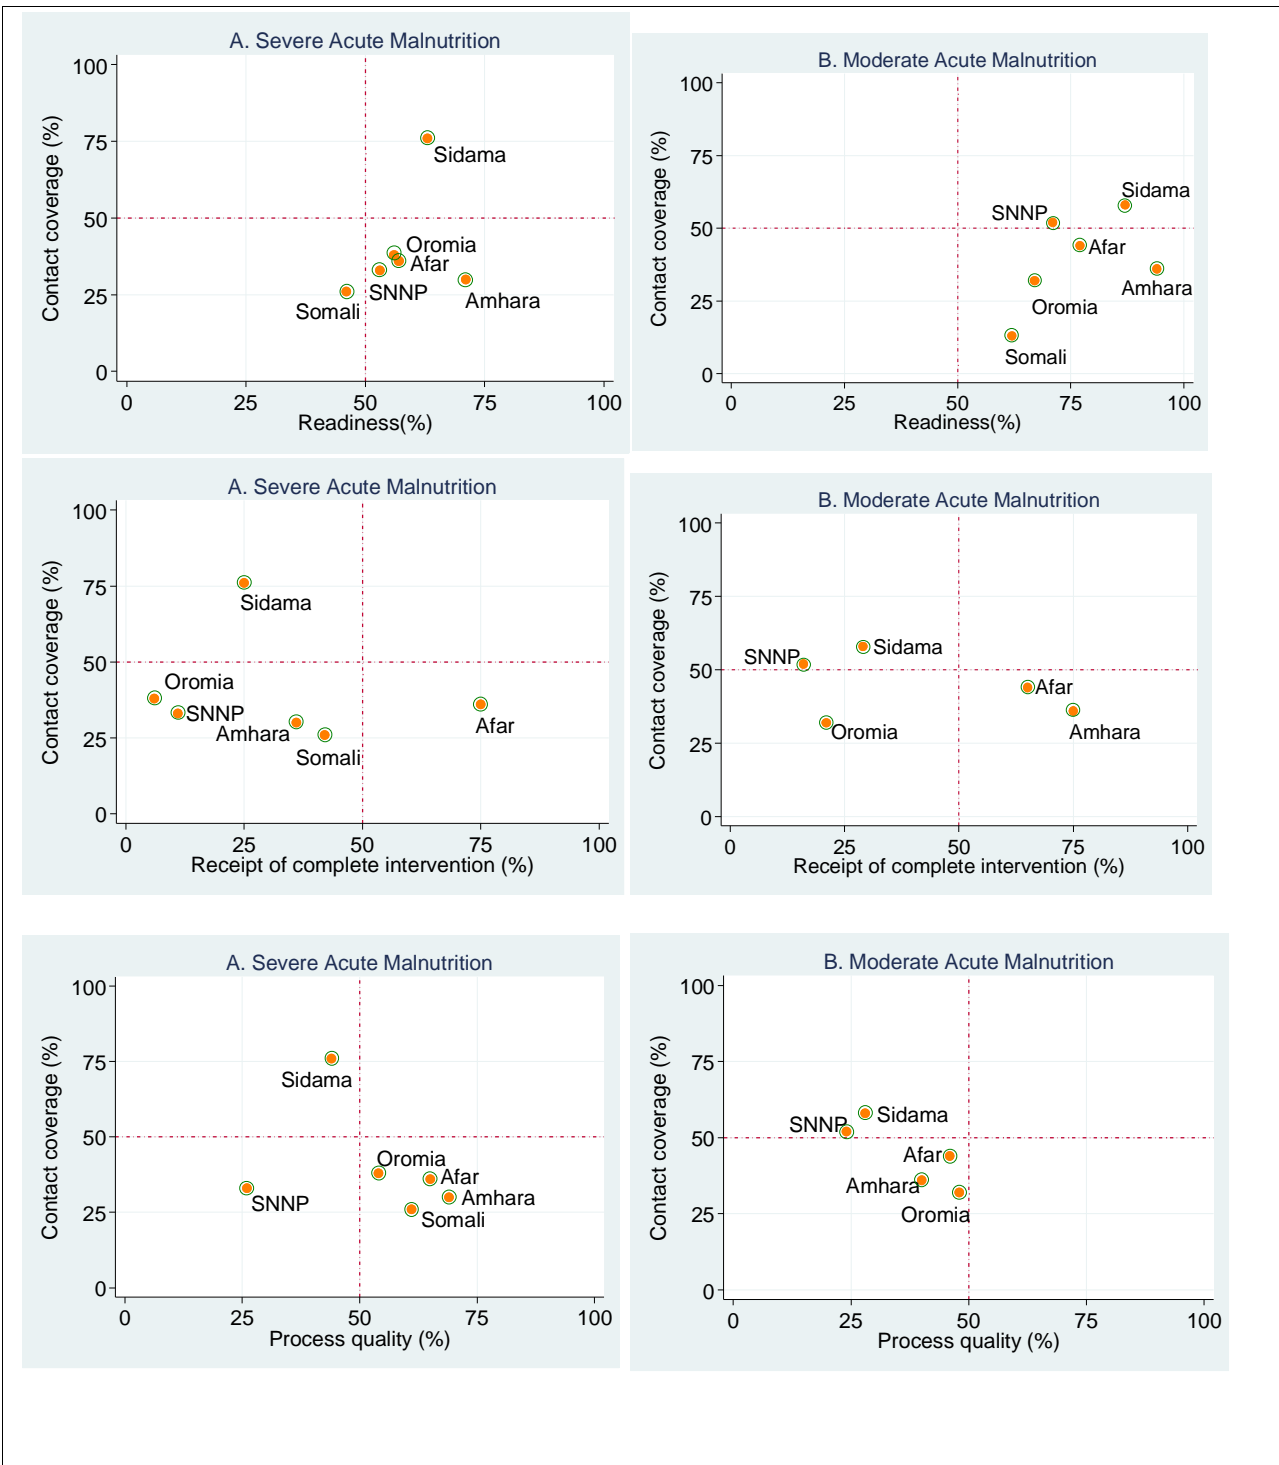 A. Severe Acute Malnutrition
Contact coverage (%)
100
75
50
25
0
Sidama
Oromia
Afar
SNNP
Somali
Amhara
0 25 50 75 100
Readiness(%)
B. Moderate Acute Malnutrition
Contact coverage (%)
100
75
50
25
0
Sidama
SNNP
Afar
Amhara
Oromia
Somali
0 25 50 75 100
Readiness(%)
A. Severe Acute Malnutrition
Contact coverage (%)
100
75
50
25
0
Sidama
Oromia
SNNP
Amhara
Afar
Somali
0 25 50 75 100
Receipt of complete intervention (%)
B. Moderate Acute Malnutrition
Contact coverage (%)
100
75
50
25
0
Sidama
SNNP
Afar
Oromia
Amhara
0 25 50 75 100
Receipt of complete intervention (%)
A. Severe Acute Malnutrition
Contact coverage (%)
100
75
50
25
0
Sidama
Oromia
Afar
Amhara
SNNP
Somali
0 25 50 75 100
Process quality (%)
B. Moderate Acute Malnutrition
Contact coverage (%)
100
75
50
25
0
Sidama
SNNP
Afar
Amhara
Oromia
0 25 50 75 100
Process quality (%)